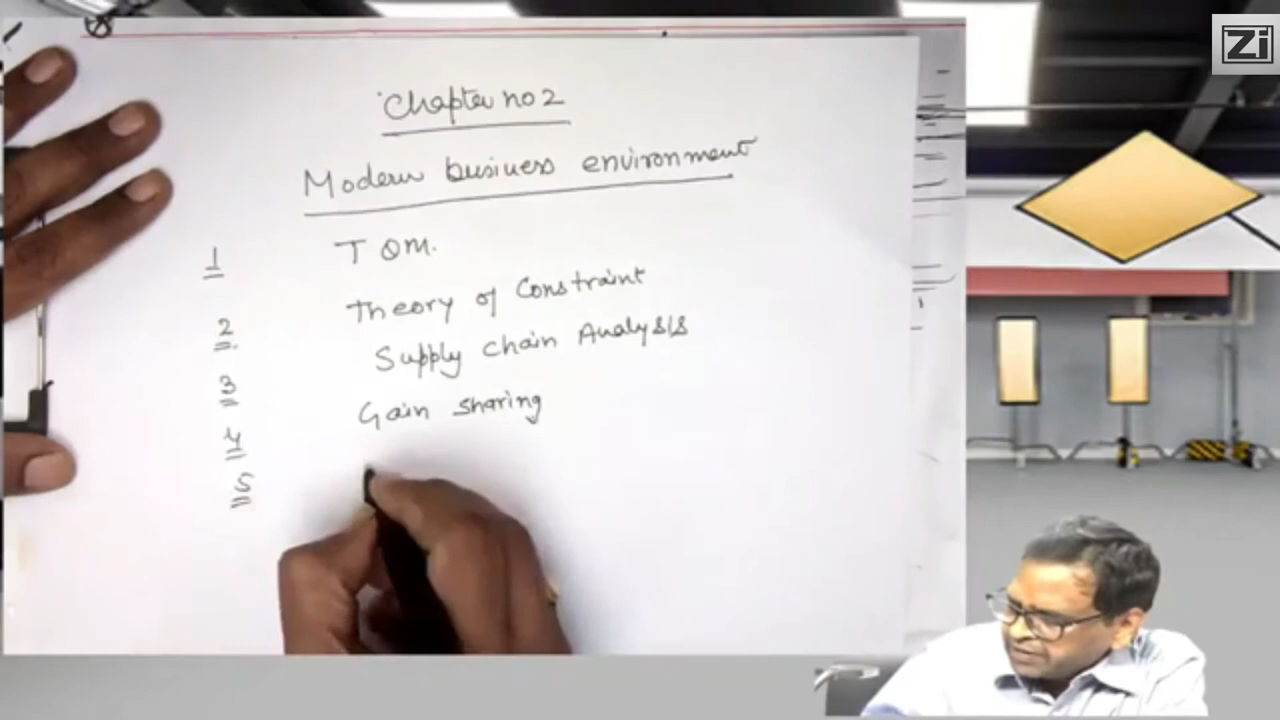 Zi
Chapter no 2
Modern business environment
1 TQM.
2 Theory of Constraint
3 Supply chain Analysis
4 Gain sharing
5